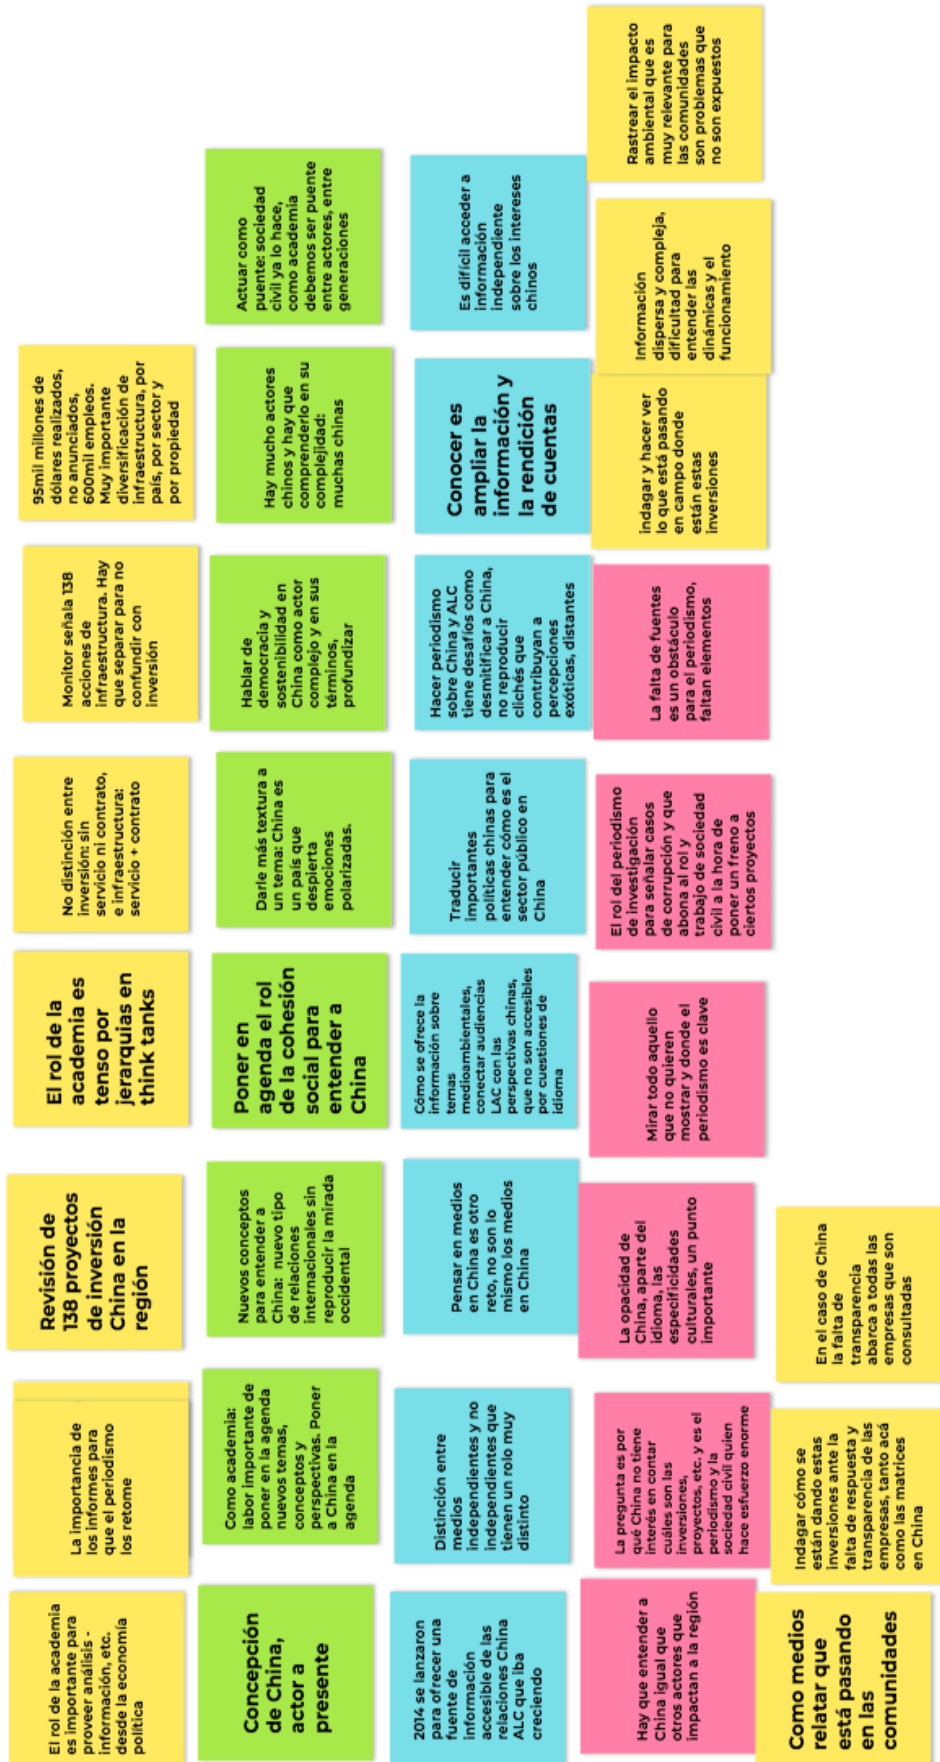 El rol de la academia
es importante para
proveer análisis -
información, etc.
desde la economía
política
La importancia de
los informes para
que el periodismo
los retome
Revisión de
138 proyectos
de inversión
China en la
región
El rol de la
academia es
tenso por
jerarquías en
think tanks
No distinción entre
inversión: sin
servicio ni contrato,
e infraestructura:
servicio + contrato
Monitor señala 138
acciones de
infraestructura. Hay
que separar para no
confundir con
inversión
95mil millones de
dólares realizados,
no anunciados,
600mil empleos.
Muy importante
diversificación de
infraestructura, por
país, por sector y
por propiedad
Concepción
de China,
actor a
presente
Como academia:
labor importante de
poner en la agenda
nuevos temas,
conceptos y
perspectivas. Poner
a China en la
agenda
Nuevos conceptos
para entender a
China: nuevo tipo
de relaciones
internacionales sin
reproducir la mirada
occidental
Poner en
agenda el rol
de la cohesión
social para
entender a
China
Darle más textura a
un tema: China es
un país que
despierta
emociones
polarizadas.
Hablar de
democracia y
sostenibilidad en
China como actor
complejo y en sus
términos,
profundizar
Hay mucho actores
chinos y hay que
comprenderlo en su
complejidad:
muchas chinas
Actuar como
puente: sociedad
civil ya lo hace,
como academia
debemos ser puente
entre actores, entre
generaciones
2014 se lanzaron
para ofrecer una
fuente de
información
accesible de las
relaciones China
ALC que iba
creciendo
Distinción entre
medios
independientes y no
independientes que
tienen un rolo muy
distinto
Pensar en medios
en China es otro
reto, no son lo
mismo los medios
en China
Cómo se ofrece la
información sobre
temas
medioambientales,
conectar audiencias
LAC con las
perspectivas chinas,
que no son accesibles
por cuestiones de
idioma
Traducir
importantes
políticas chinas para
entender cómo es el
sector público en
China
Hacer periodismo
sobre China y ALC
tiene desafíos como
desmitificar a China,
no reproducir
clichés que
contribuyan a
percepciones
exóticas, distantes
Conocer es
ampliar la
información y
la rendición
de cuentas
Es difícil acceder a
información
independiente
sobre los intereses
chinos
Hay que entender a
China igual que
otros actores que
impactan a la región
La pregunta es por
qué China no tiene
interés en contar
cuáles son las
inversiones,
proyectos, etc. y es el
periodismo y la
sociedad civil quien
hace esfuerzo enorme
La opacidad de
China, aparte del
idioma, las
especificidades
culturales, un punto
importante
Mirar todo aquello
que no quieren
mostrar y donde el
periodismo es clave
El rol del periodismo
de investigación
para señalar casos
de corrupción y que
abona al rol y
trabajo de sociedad
civil a la hora de
poner un freno a
ciertos proyectos
La falta de fuentes
es un obstáculo
para el periodismo,
faltan elementos
indagar y hacer ver
lo que está pasando
en campo donde
están estas
inversiones
Información
dispersa y compleja,
dificultad para
entender las
dinámicas y el
funcionamiento
Rastrear el impacto
ambiental que es
muy relevante para
las comunidades
son problemas que
no son expuestos
Como medios
relatar que
está pasando
en las
comunidades
Indagar cómo se
están dando estas
inversiones ante la
falta de respuesta y
transparencia de las
empresas, tanto acá
como las matrices
en China
En el caso de China
la falta de
transparencia
abarca a todas las
empresas que son
consultadas